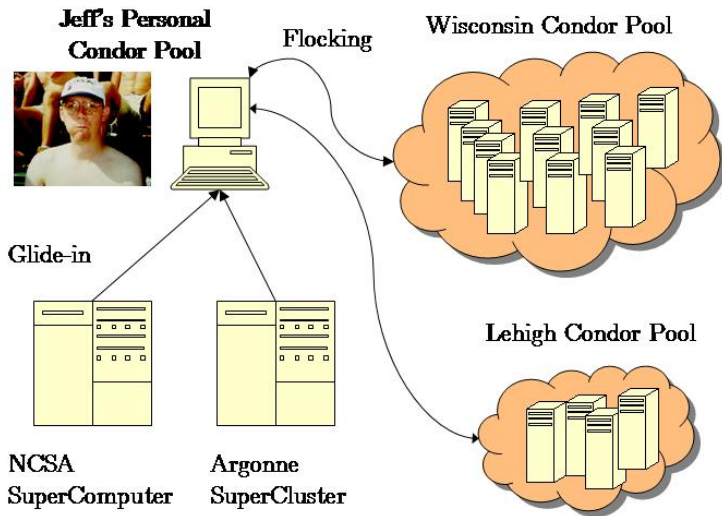 Jeff's Personal
Condor Pool
Flocking
Wisconsin Condor Pool
Glide-in
Lehigh Condor Pool
NCSA
SuperComputer
Argonne
SuperCluster